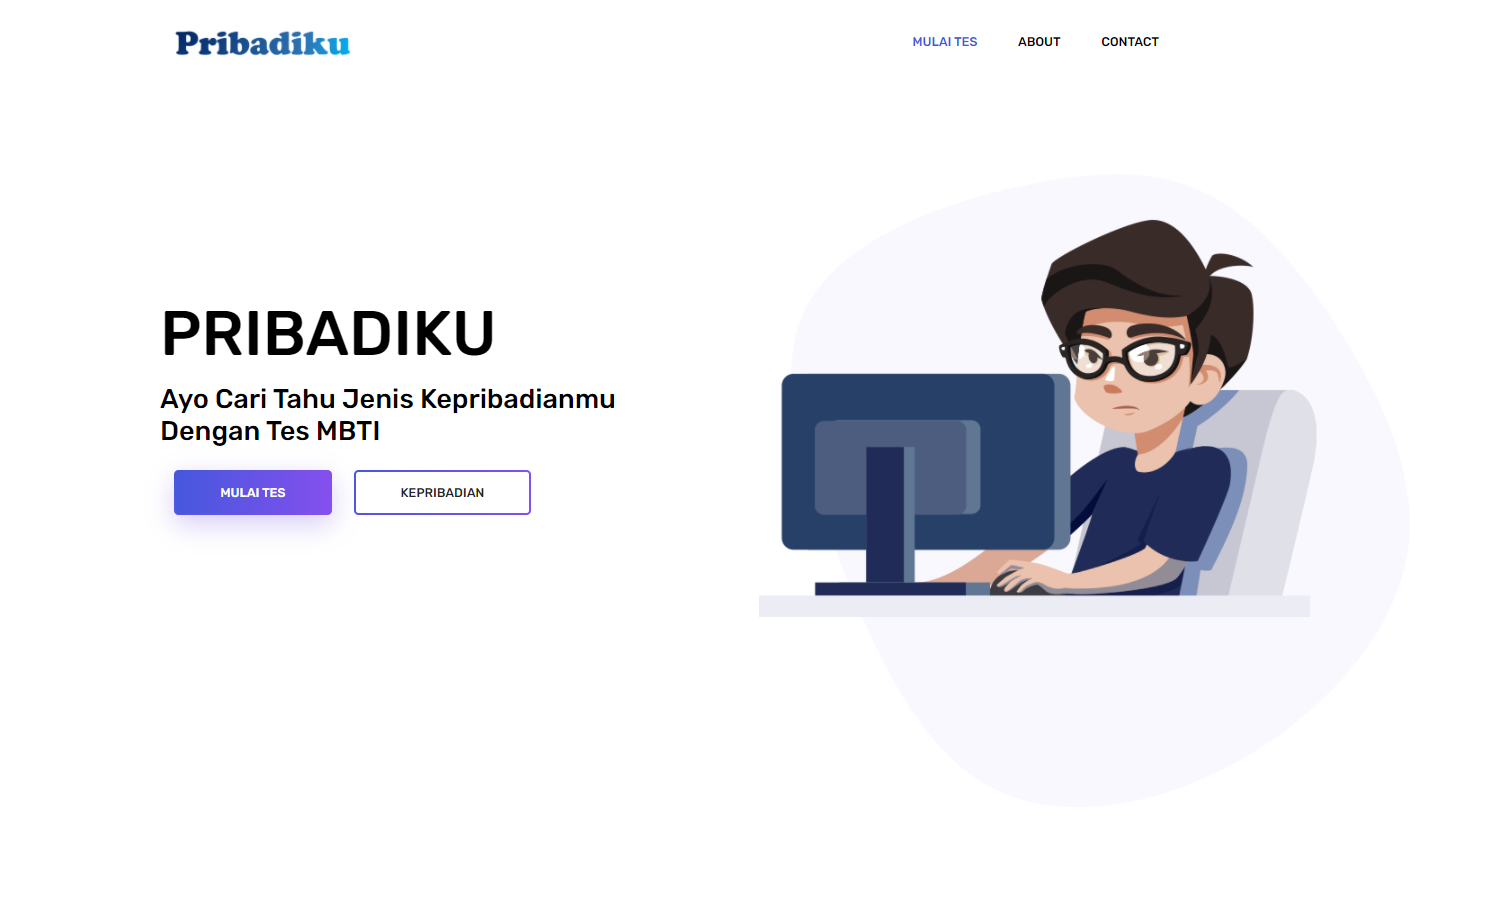 Pribadiku
MULAI TES
ABOUT
CONTACT
PRIBADIKU
Ayo Cari Tahu Jenis Kepribadianmu
Dengan Tes MBTI
MULAI TES
KEPRIBADIAN